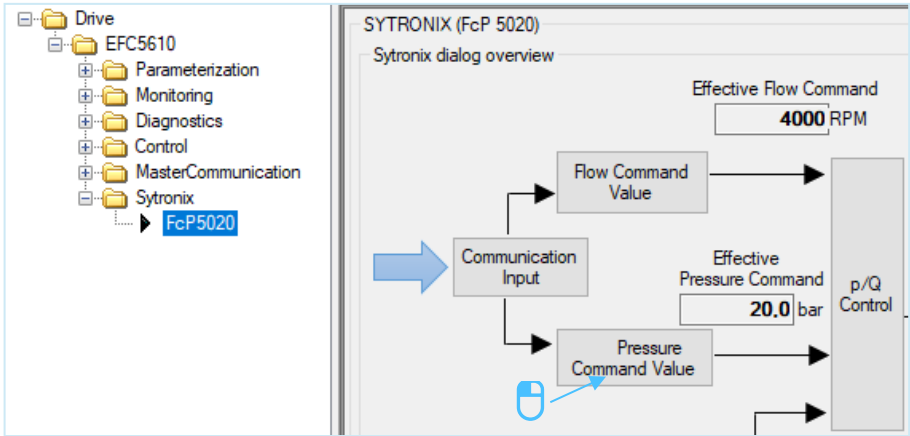 Drive
EFC5610
Parameterization
Monitoring
Diagnostics
Control
MasterCommunication
Sytronix
FcP5020
SYTRONIX (FcP 5020)
Sytronix dialog overview
Effective Flow Command
4000 RPM
Flow Command
Value
Communication
Input
Effective
Pressure Command
20,0 bar
p/Q
Control
Pressure
Command Value